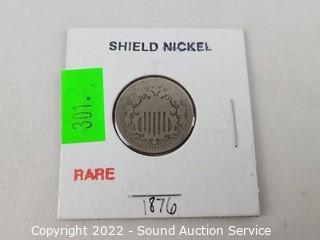 SHIELD NICKEL
301.
RARE
1876
Copyright 2022 - Sound Auction Service